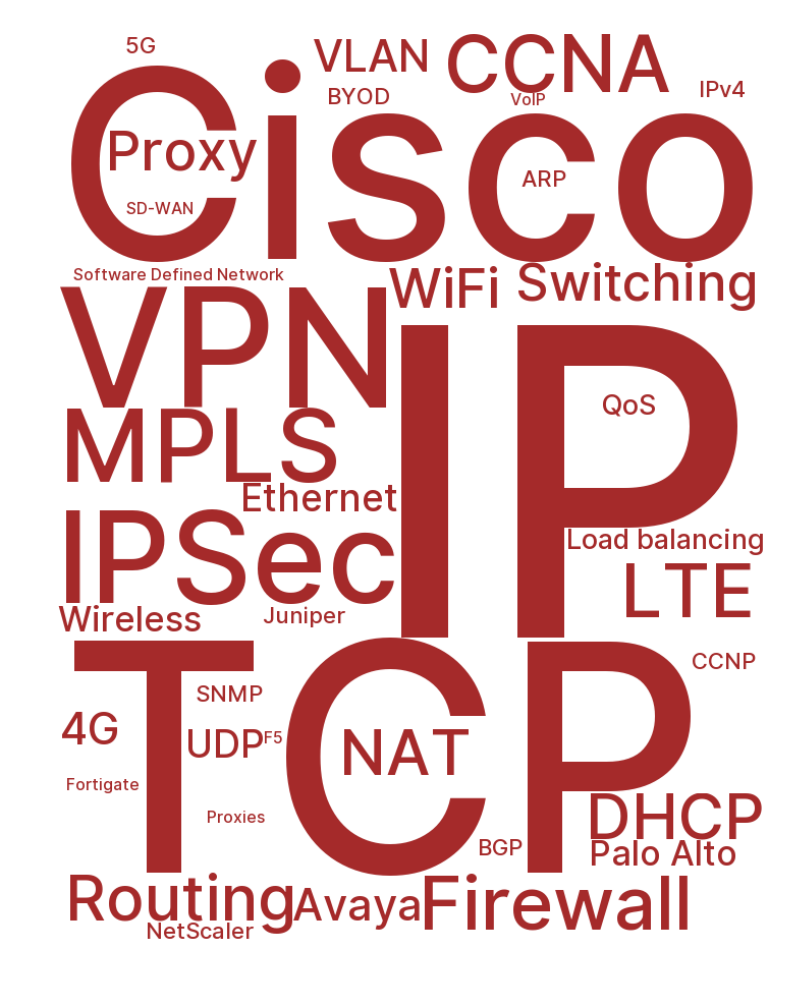 5G
VLAN
CCNA
BYOD
VoIP
IPv4
Cisco
Proxy
ARP
SD-WAN
Software Defined Network
WiFi
Switching
VPN
IP
QoS
MPLS
Ethernet
IPSec
Load balancing
LTE
Wireless
Juniper
TCP
CCNP
SNMP
4G
UDP
F5
NAT
Fortigate
Proxies
DHCP
BGP
Palo Alto
Routing
Avaya
Firewall
NetScaler